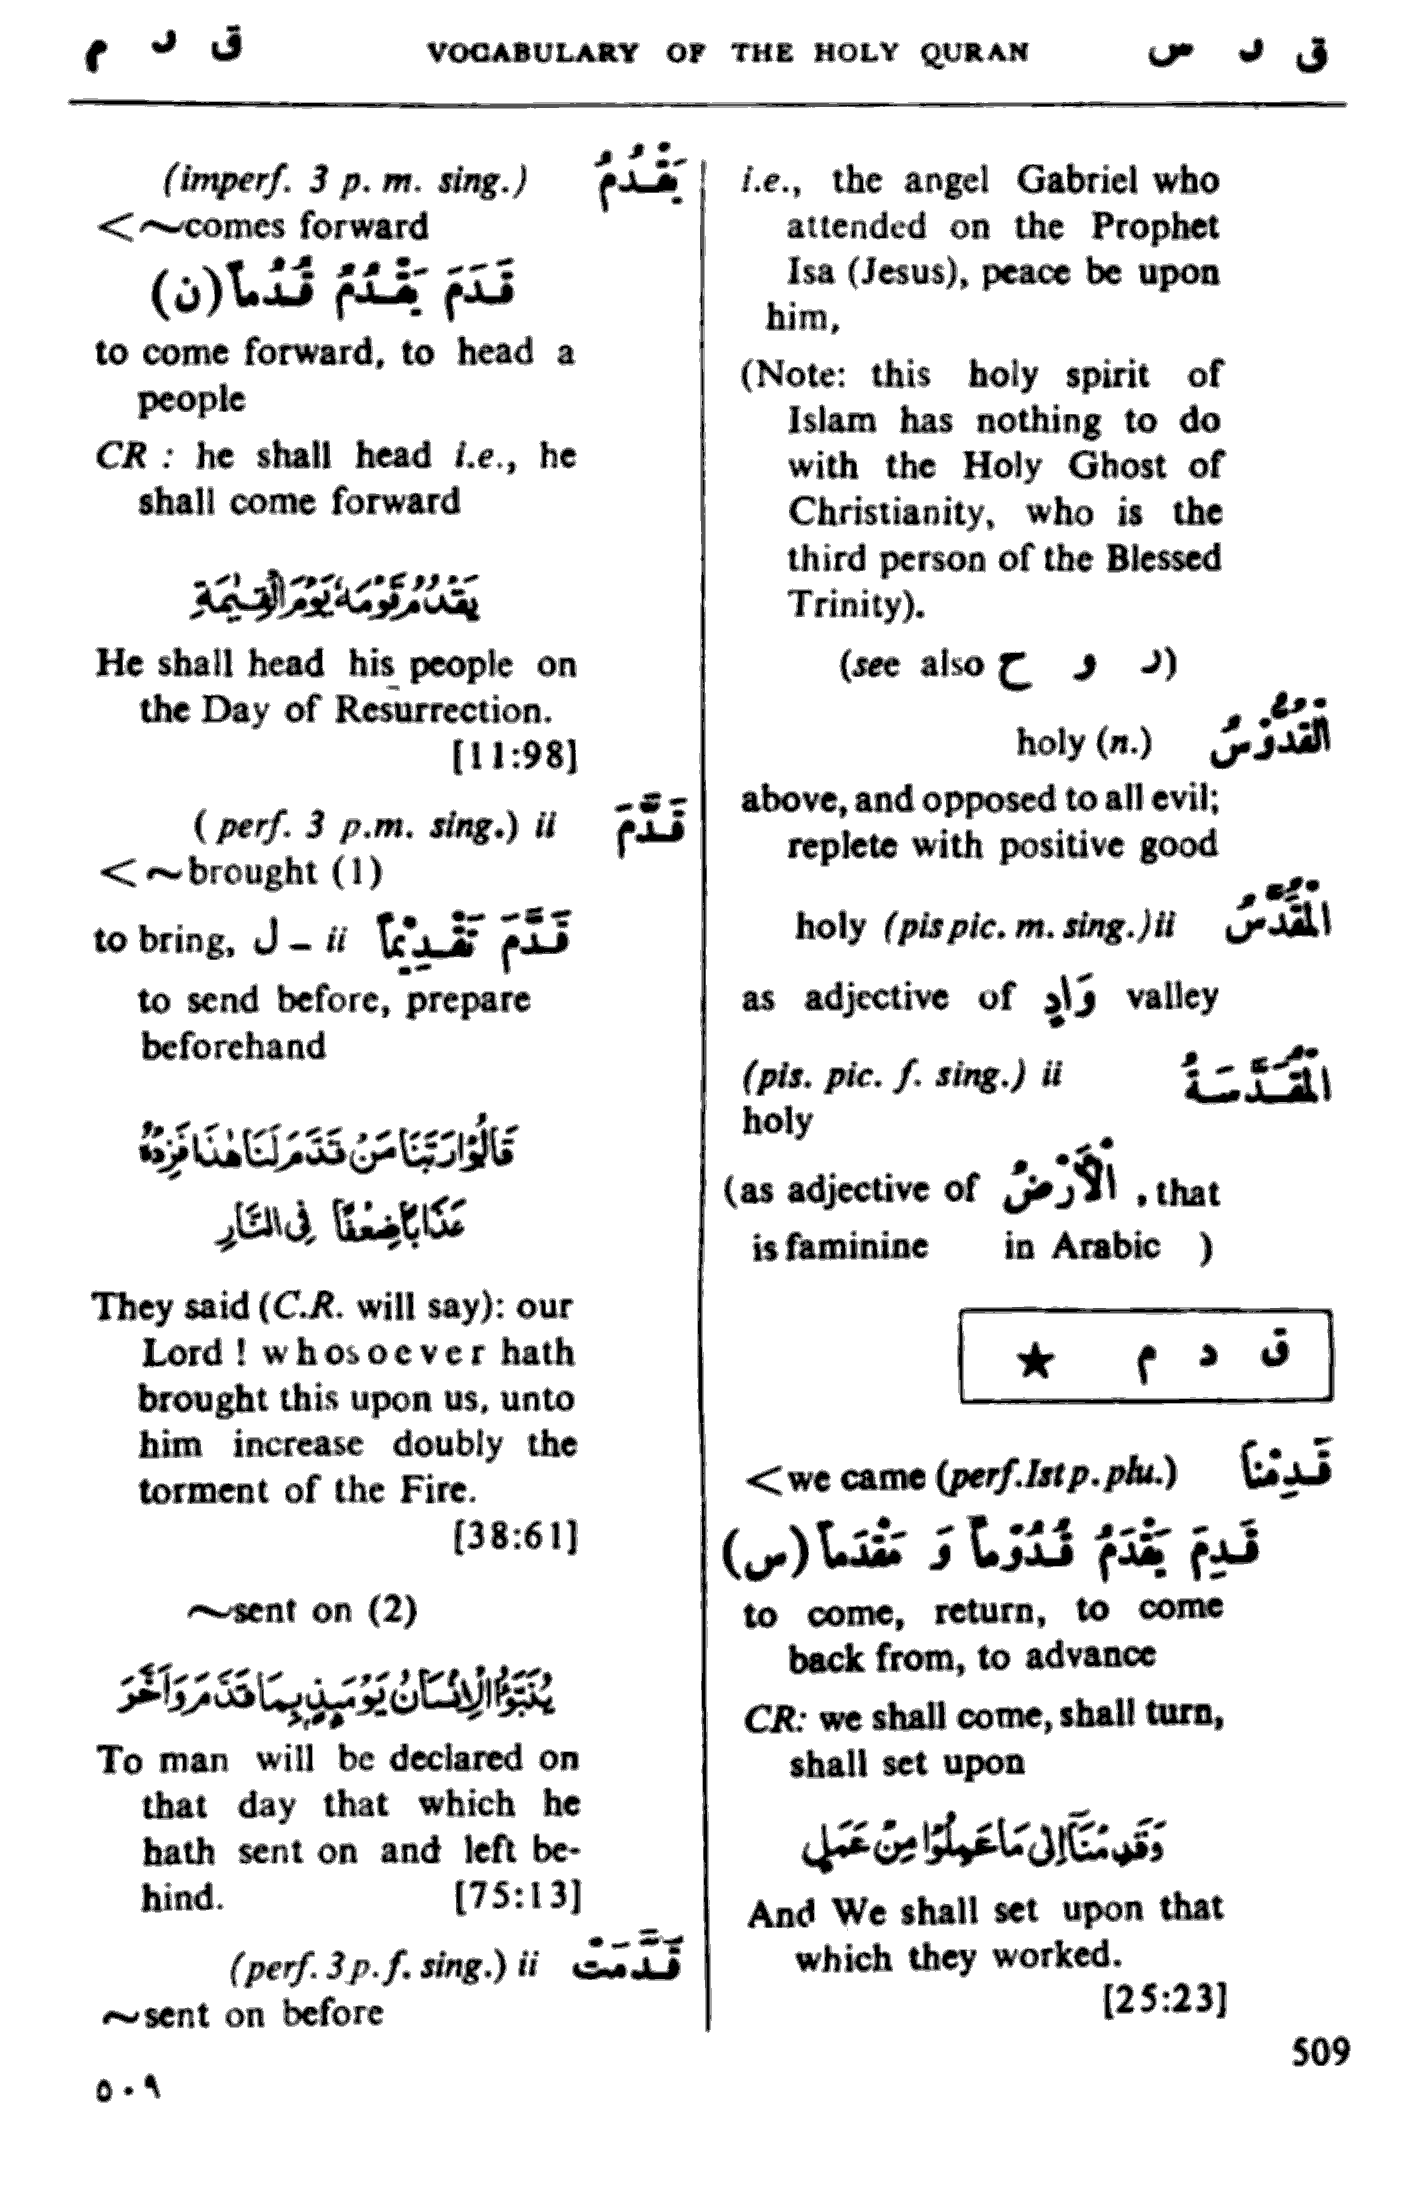 ق د س VOCABULARY OF THE HOLY QURAN ق د م
i.e., the angel Gabriel who
attended on the Prophet
Isa (Jesus), peace be upon
him,
(Note: this holy spirit of
Islam has nothing to do
with the Holy Ghost of
Christianity, who is the
third person of the Blessed
Trinity).
(see also ر و ح)
holy (n.) الْقُدُّوْسُ
above, and opposed to all evil;
replete with positive good
holy (pis pic. m. sing.) ii الْمُقَدَّسُ
as adjective of وَادٍ valley
(pis. pic. f. sing.) ii الْمُقَدَّسَةُ
holy
(as adjective of الْأَرْضُ , that
is faminine in Arabic )
ق د م ★
<we came (perf.Ist p. plu.) قَدِمْنَا
قَدِمَ يَقْدَمُ قُدُوْماً وَ مَقْدَماً (س)
to come, return, to come
back from, to advance
CR: we shall come, shall turn,
shall set upon
وَقَدِمْنَآ اِلٰى مَا عَمِلُوْا مِنْ عَمَلٍ
And We shall set upon that
which they worked.
[25:23]
(imperf. 3 p. m. sing.) يَقْدُمُ
<~comes forward
قَدَمَ يَقْدُمُ قُدُماً (ن)
to come forward, to head a
people
CR : he shall head i.e., he
shall come forward
يَقْدُمُ قَوْمَهٗ يَوْمَ الْقِيٰمَةِ
He shall head his people on
the Day of Resurrection.
[11:98]
( perf. 3 p.m. sing.) ii قَدَّمَ
<~brought (1)
to bring, ل – ii قَدَّمَ تَقْدِيْماً
to send before, prepare
beforehand
قَالُوْا رَبَّنَا مَنْ قَدَّمَ لَنَا هٰذَا فَزِدْهُ
عَذَابًا ضِعْفًا فِى النَّارِ
They said (C.R. will say): our
Lord ! whosoever hath
brought this upon us, unto
him increase doubly the
torment of the Fire.
[38:61]
~sent on (2)
يُنَبَّؤُا الْاِنْسَانُ يَوْمَئِذٍۭ بِمَا قَدَّمَ وَاَخَّرَ
To man will be declared on
that day that which he
hath sent on and left be-
hind. [75:13]
(perf. 3 p. f. sing.) ii قَدَّمَتْ
~sent on before
509
٥٠٩